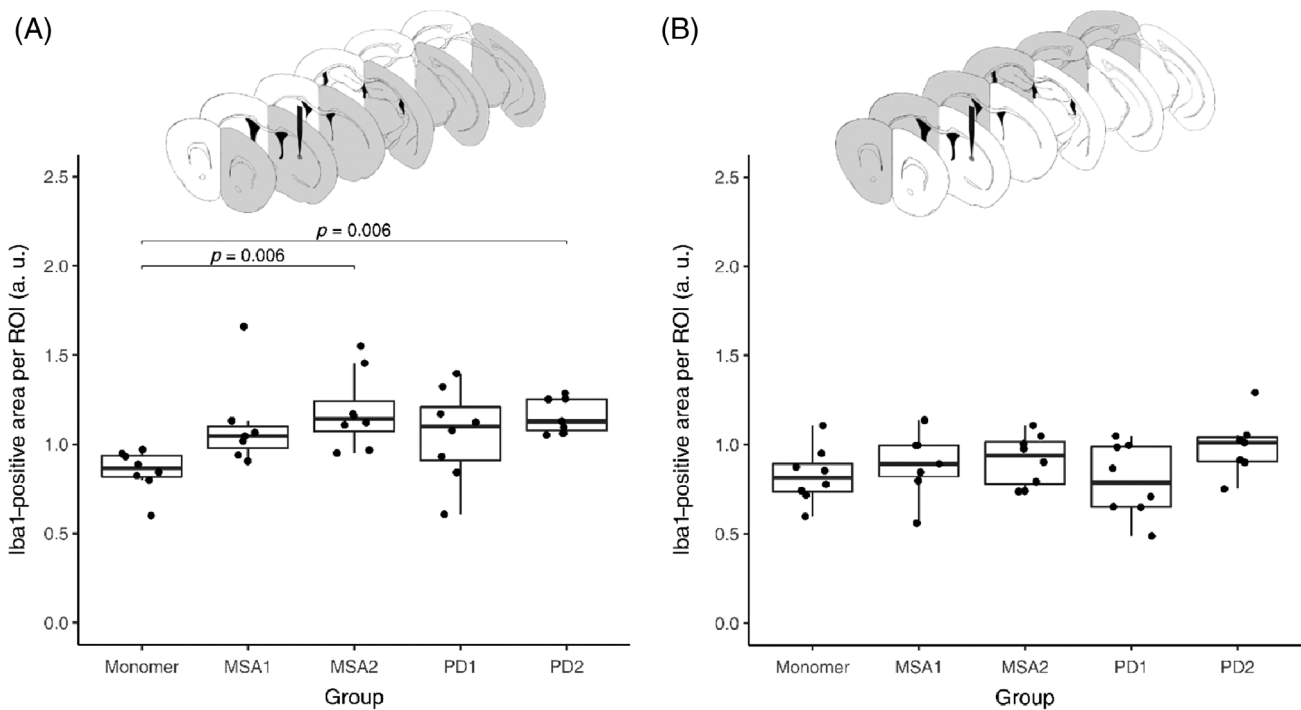 (A)
Iba1-positive area per ROI (a. u.)
2.5
2.0
1.5
1.0
0.5
0.0
p = 0.006
p = 0.006
Monomer MSA1 MSA2 PD1 PD2
Group
(B)
Iba1-positive area per ROI (a. u.)
2.5
2.0
1.5
1.0
0.5
0.0
Monomer MSA1 MSA2 PD1 PD2
Group